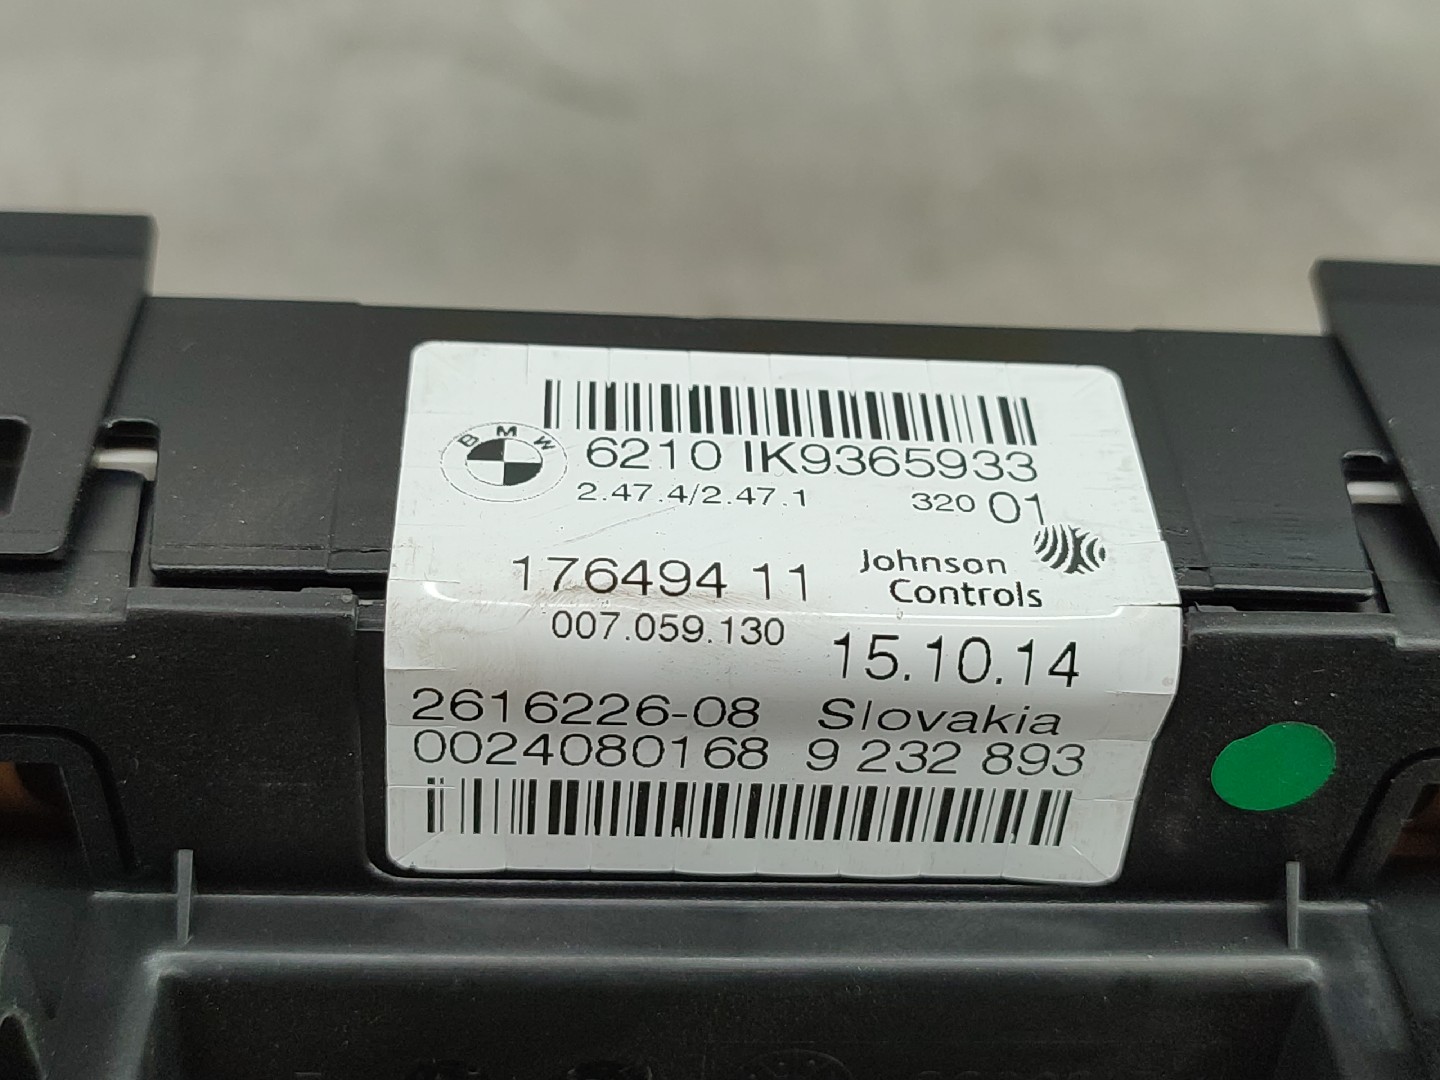 BMW
6210 IK9365933
2.47.4/2.47.1 320 01
Johnson
Controls
176494 11
007.059.130
15.10.14
2616226-08 Slovakia
0024080168 9 232 893